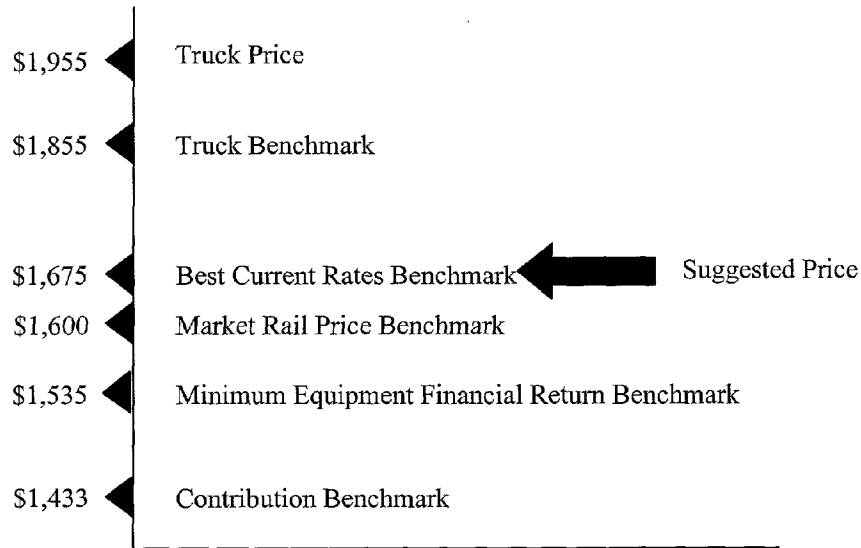 $1,955 Truck Price
$1,855 Truck Benchmark
$1,675 Best Current Rates Benchmark Suggested Price
$1,600 Market Rail Price Benchmark
$1,535 Minimum Equipment Financial Return Benchmark
$1,433 Contribution Benchmark